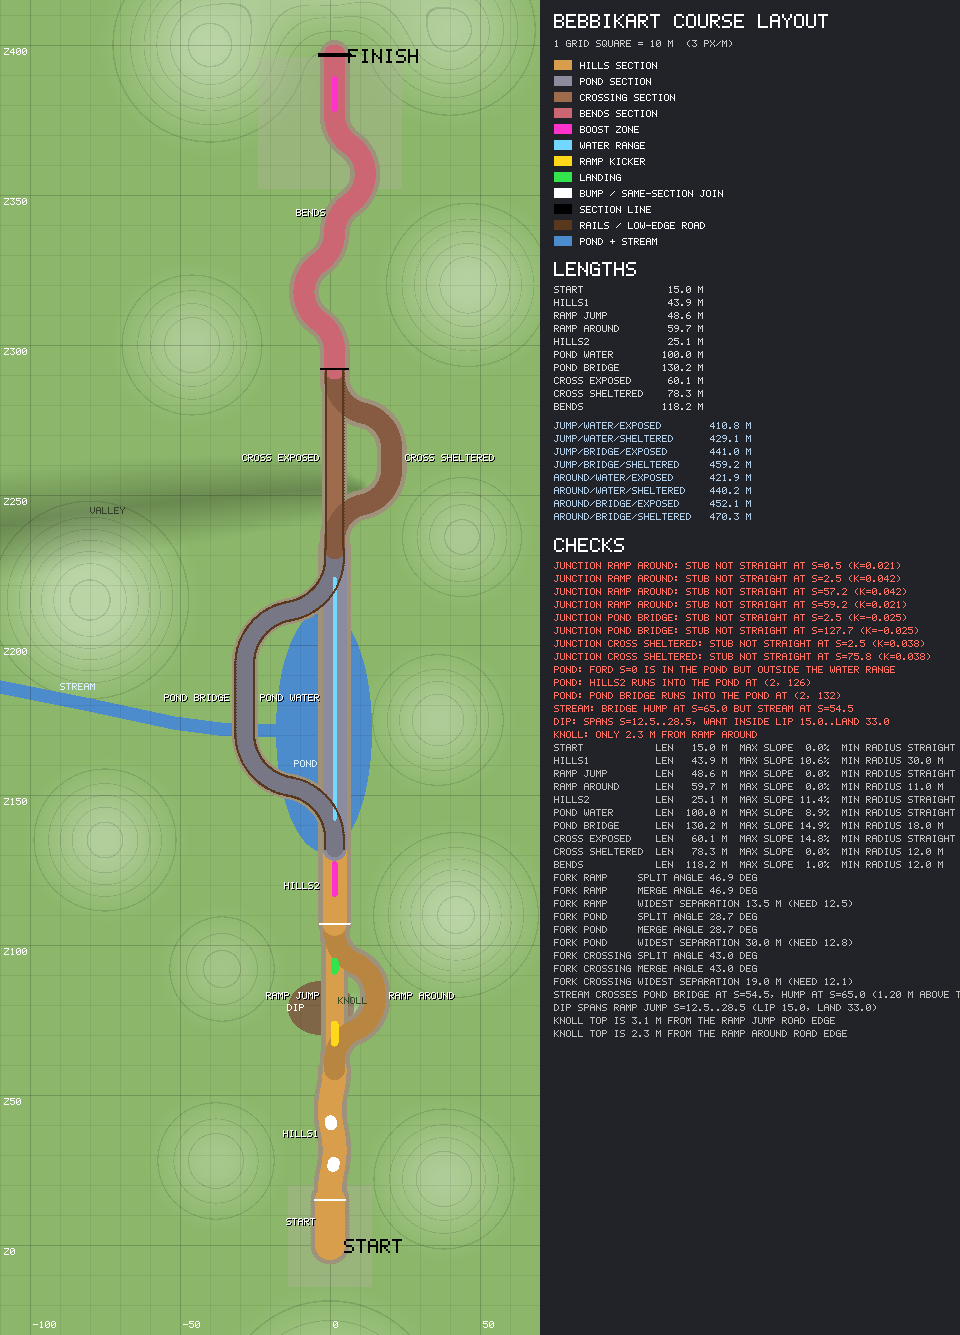 Z400
FINISH
Z350
BENDS
Z300
CROSS EXPOSED
CROSS SHELTERED
Z250
VALLEY
Z200
STREAM
POND BRIDGE
POND WATER
POND
Z150
HILLS2
Z100
RAMP JUMP
KNOLL
RAMP AROUND
DIP
Z50
HILLS1
START
Z0
START
-100
-50
0
50
BEBBIKART COURSE LAYOUT
1 GRID SQUARE = 10 M (3 PX/M)
HILLS SECTION
POND SECTION
CROSSING SECTION
BENDS SECTION
BOOST ZONE
WATER RANGE
RAMP KICKER
LANDING
BUMP / SAME-SECTION JOIN
SECTION LINE
RAILS / LOW-EDGE ROAD
POND + STREAM
LENGTHS
START 15.0 M
HILLS1 43.9 M
RAMP JUMP 48.6 M
RAMP AROUND 59.7 M
HILLS2 25.1 M
POND WATER 100.0 M
POND BRIDGE 130.2 M
CROSS EXPOSED 60.1 M
CROSS SHELTERED 78.3 M
BENDS 118.2 M
JUMP/WATER/EXPOSED 410.8 M
JUMP/WATER/SHELTERED 429.1 M
JUMP/BRIDGE/EXPOSED 441.0 M
JUMP/BRIDGE/SHELTERED 459.2 M
AROUND/WATER/EXPOSED 421.9 M
AROUND/WATER/SHELTERED 440.2 M
AROUND/BRIDGE/EXPOSED 452.1 M
AROUND/BRIDGE/SHELTERED 470.3 M
CHECKS
JUNCTION RAMP AROUND: STUB NOT STRAIGHT AT S=0.5 (K=0.021)
JUNCTION RAMP AROUND: STUB NOT STRAIGHT AT S=2.5 (K=0.042)
JUNCTION RAMP AROUND: STUB NOT STRAIGHT AT S=57.2 (K=0.042)
JUNCTION RAMP AROUND: STUB NOT STRAIGHT AT S=59.2 (K=0.021)
JUNCTION POND BRIDGE: STUB NOT STRAIGHT AT S=2.5 (K=-0.025)
JUNCTION POND BRIDGE: STUB NOT STRAIGHT AT S=127.7 (K=-0.025)
JUNCTION CROSS SHELTERED: STUB NOT STRAIGHT AT S=2.5 (K=0.038)
JUNCTION CROSS SHELTERED: STUB NOT STRAIGHT AT S=75.8 (K=0.038)
POND: FORD S=0 IS IN THE POND BUT OUTSIDE THE WATER RANGE
POND: HILLS2 RUNS INTO THE POND AT (2, 126)
POND: POND BRIDGE RUNS INTO THE POND AT (2, 132)
STREAM: BRIDGE HUMP AT S=65.0 BUT STREAM AT S=54.5
DIP: SPANS S=12.5..28.5, WANT INSIDE LIP 15.0..LAND 33.0
KNOLL: ONLY 2.3 M FROM RAMP AROUND
START LEN 15.0 M MAX SLOPE 0.0% MIN RADIUS STRAIGHT
HILLS1 LEN 43.9 M MAX SLOPE 10.6% MIN RADIUS 30.0 M
RAMP JUMP LEN 48.6 M MAX SLOPE 0.0% MIN RADIUS STRAIGHT
RAMP AROUND LEN 59.7 M MAX SLOPE 0.0% MIN RADIUS 11.0 M
HILLS2 LEN 25.1 M MAX SLOPE 11.4% MIN RADIUS STRAIGHT
POND WATER LEN 100.0 M MAX SLOPE 8.9% MIN RADIUS STRAIGHT
POND BRIDGE LEN 130.2 M MAX SLOPE 14.9% MIN RADIUS 18.0 M
CROSS EXPOSED LEN 60.1 M MAX SLOPE 14.8% MIN RADIUS STRAIGHT
CROSS SHELTERED LEN 78.3 M MAX SLOPE 0.0% MIN RADIUS 12.0 M
BENDS LEN 118.2 M MAX SLOPE 1.0% MIN RADIUS 12.0 M
FORK RAMP SPLIT ANGLE 46.9 DEG
FORK RAMP MERGE ANGLE 46.9 DEG
FORK RAMP WIDEST SEPARATION 13.5 M (NEED 12.5)
FORK POND SPLIT ANGLE 28.7 DEG
FORK POND MERGE ANGLE 28.7 DEG
FORK POND WIDEST SEPARATION 30.0 M (NEED 12.8)
FORK CROSSING SPLIT ANGLE 43.0 DEG
FORK CROSSING MERGE ANGLE 43.0 DEG
FORK CROSSING WIDEST SEPARATION 19.0 M (NEED 12.1)
STREAM CROSSES POND BRIDGE AT S=54.5, HUMP AT S=65.0 (1.20 M ABOVE T
DIP SPANS RAMP JUMP S=12.5..28.5 (LIP 15.0, LAND 33.0)
KNOLL TOP IS 3.1 M FROM THE RAMP JUMP ROAD EDGE
KNOLL TOP IS 2.3 M FROM THE RAMP AROUND ROAD EDGE